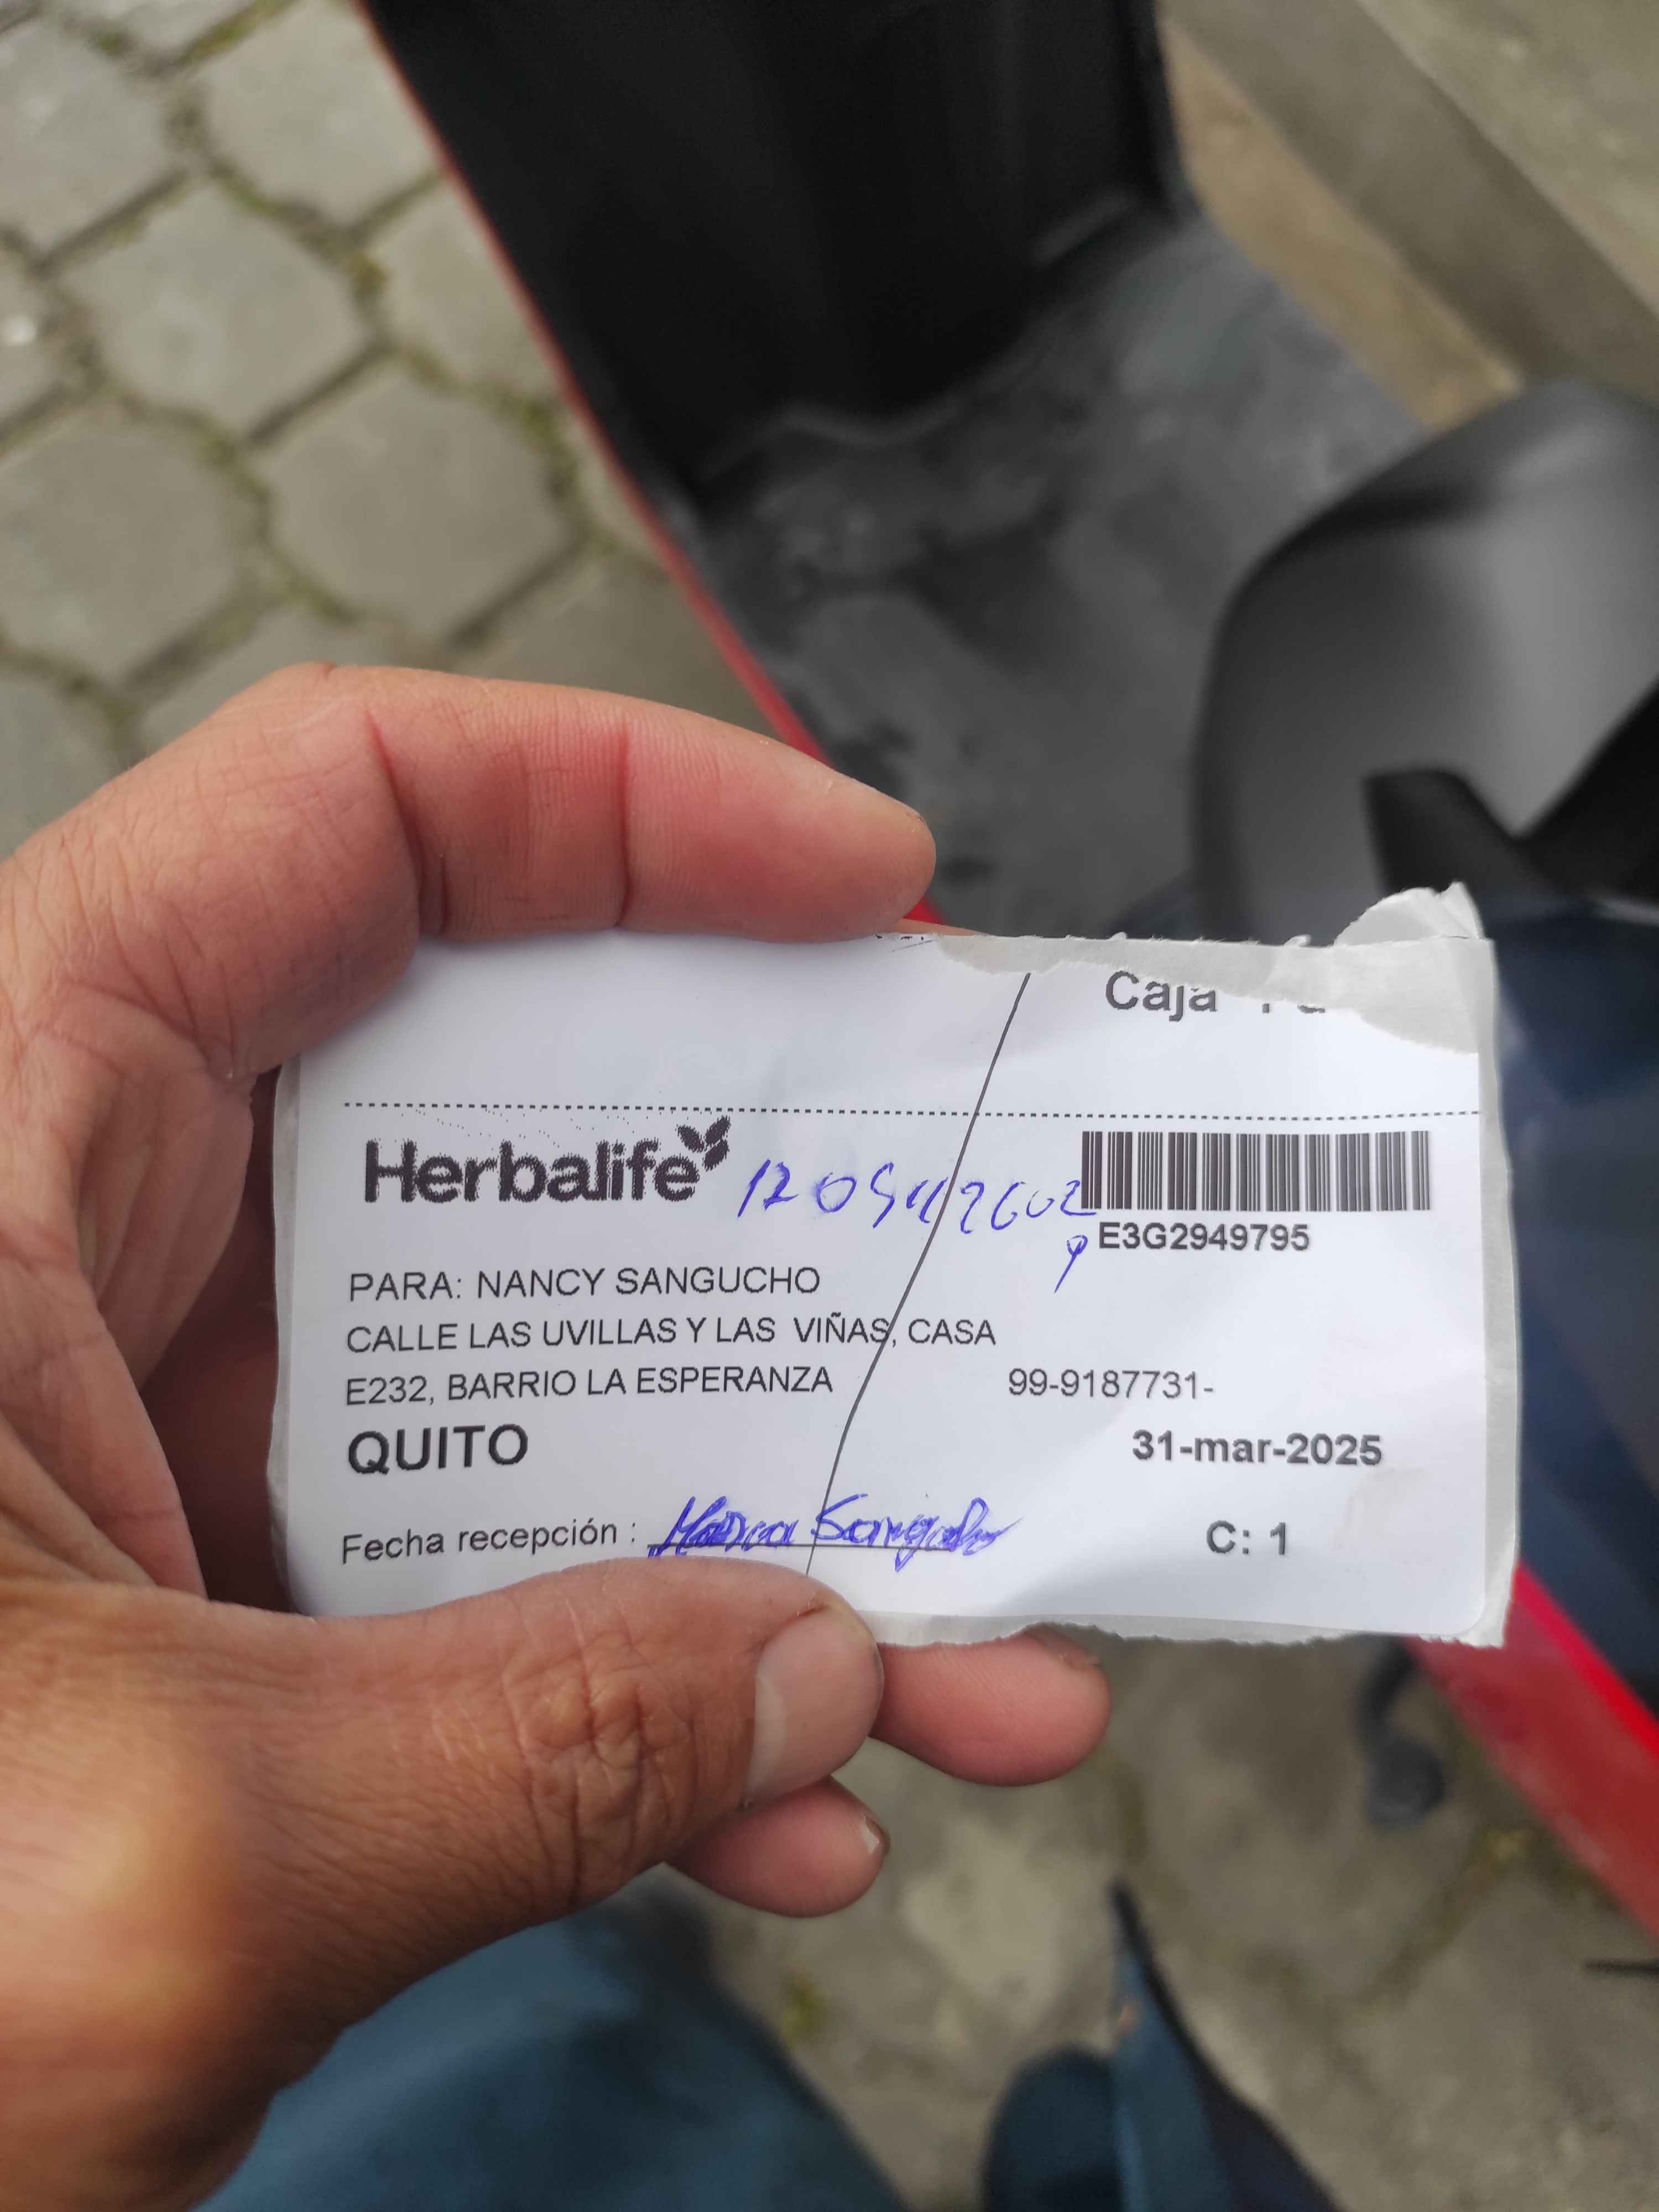 Caja
Herbalife
E3G2949795
PARA: NANCY SANGUCHO
CALLE LAS UVILLAS Y LAS VIÑAS, CASA
E232, BARRIO LA ESPERANZA 99-9187731-
QUITO 31-mar-2025
Fecha recepción : Sangucho C: 1